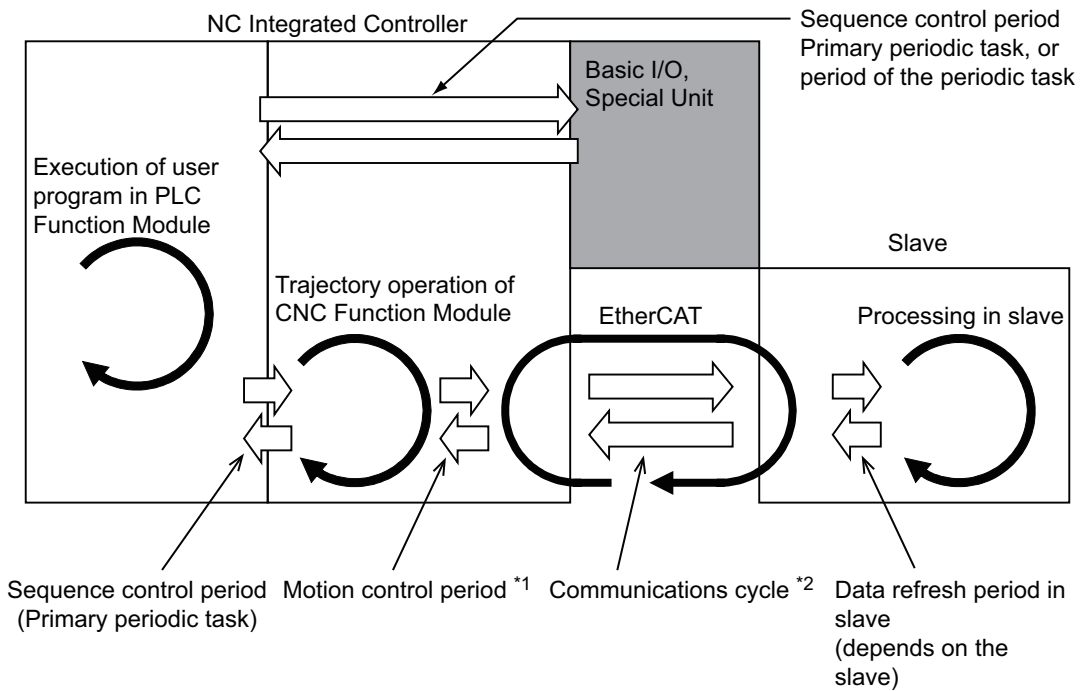 NC Integrated Controller
Sequence control period
Primary periodic task, or
period of the periodic task
Basic I/O,
Special Unit
Execution of user
program in PLC
Function Module
Slave
Trajectory operation of
CNC Function Module
EtherCAT
Processing in slave
Sequence control period
(Primary periodic task)
Motion control period *1
Communications cycle *2
Data refresh period in
slave
(depends on the
slave)